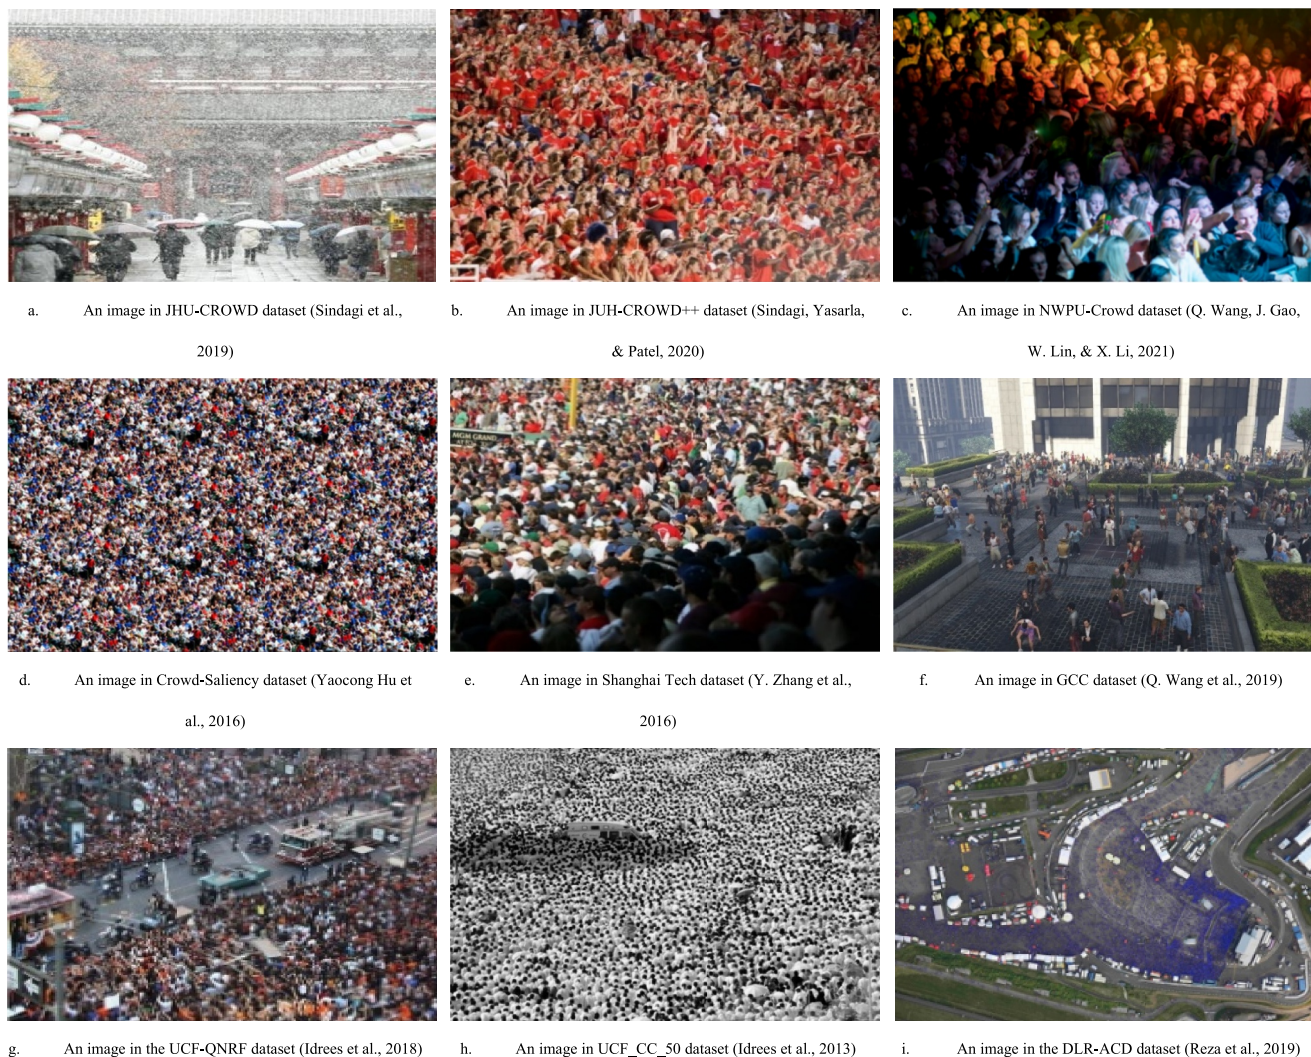 a. An image in JHU-CROWD dataset (Sindagi et al.,
2019)
b. An image in JUH-CROWD++ dataset (Sindagi, Yasarla,
& Patel, 2020)
c. An image in NWPU-Crowd dataset (Q. Wang, J. Gao,
W. Lin, & X. Li, 2021)
MGM GRAND
d. An image in Crowd-Saliency dataset (Yaocong Hu et
al., 2016)
e. An image in Shanghai Tech dataset (Y. Zhang et al.,
2016)
f. An image in GCC dataset (Q. Wang et al., 2019)
g. An image in the UCF-QNRF dataset (Idrees et al., 2018)
h. An image in UCF_CC_50 dataset (Idrees et al., 2013)
i. An image in the DLR-ACD dataset (Reza et al., 2019)